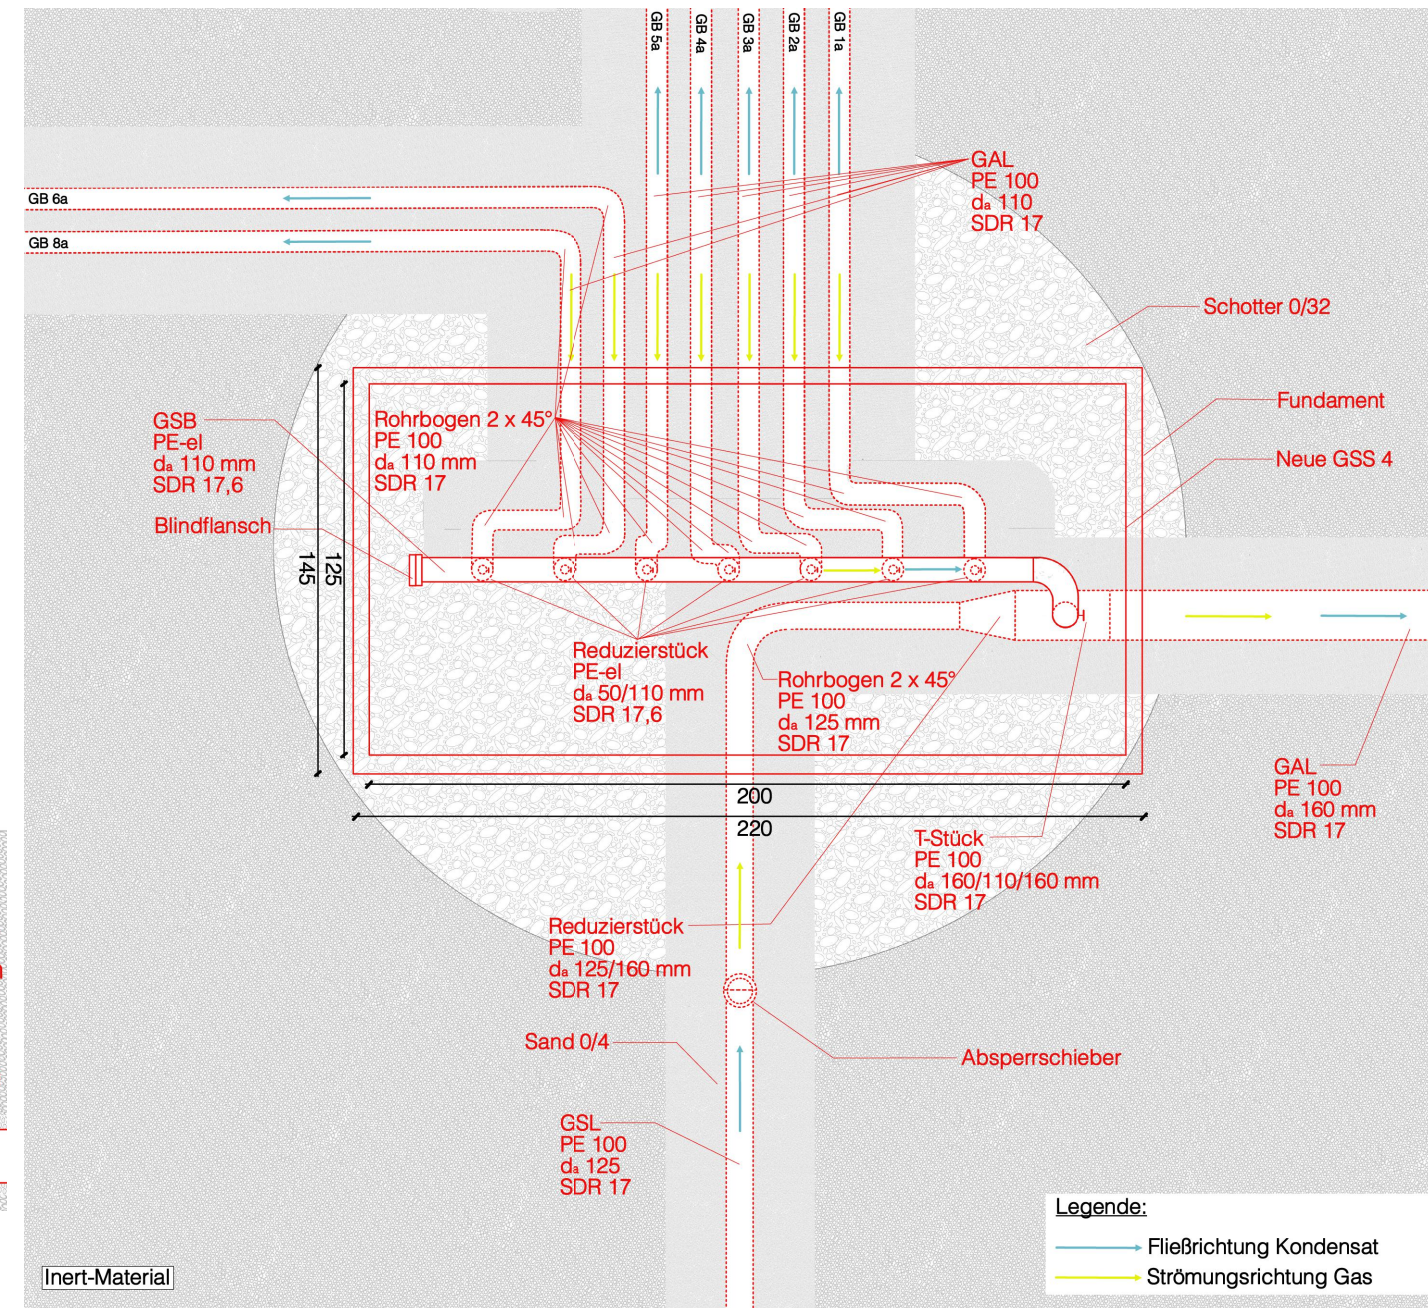 GB 5a
GB 4a
GB 3a
GB 2a
GB 1a
GB 6a
GB 8a
GAL
PE 100
da 110
SDR 17
Schotter 0/32
Fundament
Neue GSS 4
GSB
PE-el
da 110 mm
SDR 17,6
Blindflansch
Rohrbogen 2 x 45°
PE 100
da 110 mm
SDR 17
145
125
Reduzierstück
PE-el
da 50/110 mm
SDR 17,6
Rohrbogen 2 x 45°
PE 100
da 125 mm
SDR 17
200
220
GAL
PE 100
da 160 mm
SDR 17
T-Stück
PE 100
da 160/110/160 mm
SDR 17
Reduzierstück
PE 100
da 125/160 mm
SDR 17
Sand 0/4
Absperrschieber
GSL
PE 100
da 125
SDR 17
Legende:
Fließrichtung Kondensat
Strömungsrichtung Gas
Inert-Material